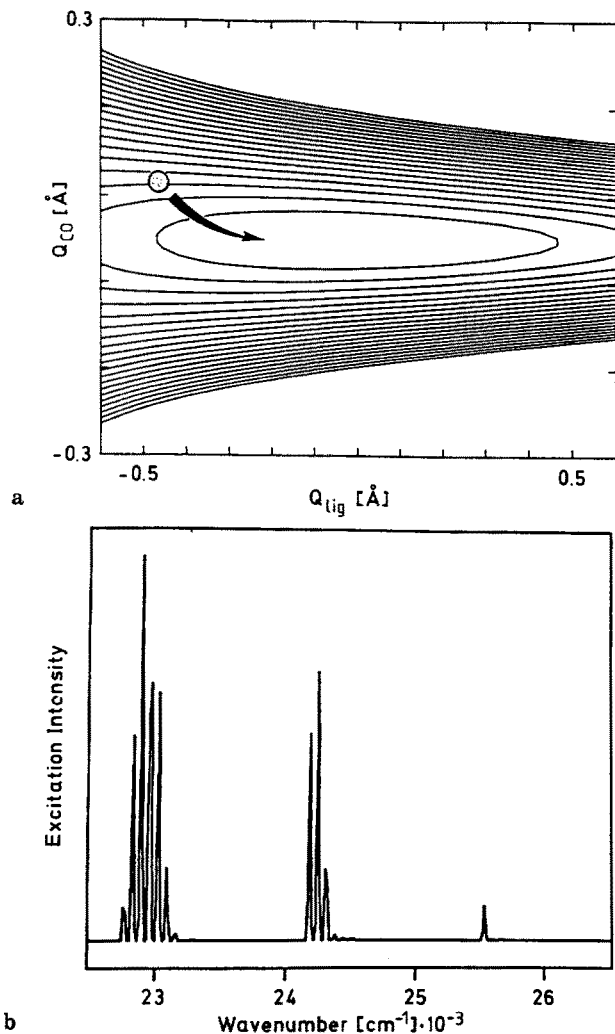 0.3
Q_CO [Å]
-0.3
-0.5
0.5
Q_lig [Å]
a
Excitation Intensity
23
24
25
26
Wavenumber [cm⁻¹]·10⁻³
b